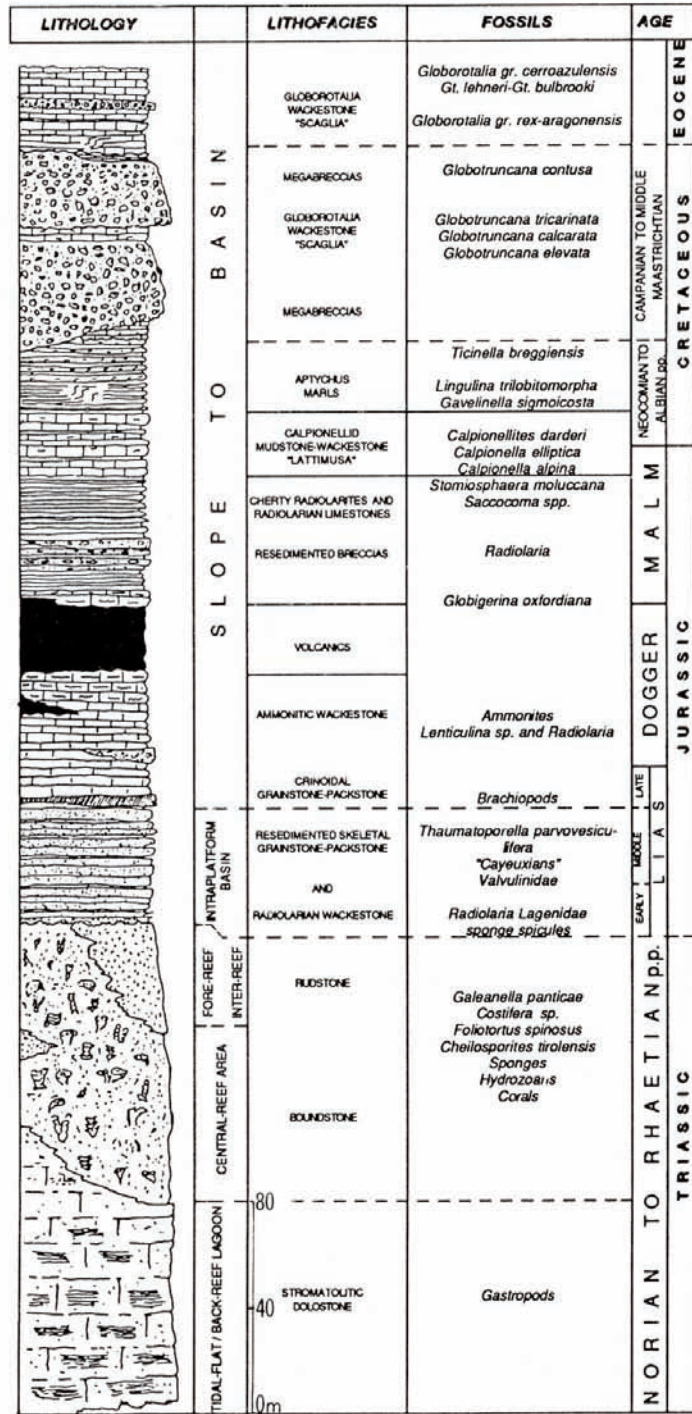 LITHOLOGY
LITHOFACIES
FOSSILS
AGE
SLOPE TO BASIN
INTRAPLATFORM
BASIN
FORE-REEF
INTER-REEF
CENTRAL-REEF AREA
TIDAL-FLAT / BACK-REEF LAGOON
80
40
0m
GLOBOROTALIA
WACKESTONE
"SCAGLIA"
MEGABRECCIAS
GLOBOROTALIA
WACKESTONE
"SCAGLIA"
MEGABRECCIAS
APTYCHUS
MARLS
CALPIONELLID
MUDSTONE-WACKESTONE
"LATTIMUSA"
CHERTY RADIOLARITES AND
RADIOLARIAN LIMESTONES
RESEDIMENTED BRECCIAS
VOLCANICS
AMMONITIC WACKESTONE
CRINOIDAL
GRAINSTONE-PACKSTONE
RESEDIMENTED SKELETAL
GRAINSTONE-PACKSTONE
AND
RADIOLARIAN WACKESTONE
RUDSTONE
BOUNDSTONE
STROMATOLITIC
DOLOSTONE
Globorotalia gr. cerroazulensis
Gt. lehneri-Gt. bulbrooki
Globorotalia gr. rex-aragonensis
Globotruncana contusa
Globotruncana tricarinata
Globotruncana calcarata
Globotruncana elevata
Ticinella breggiensis
Lingulina trilobitomorpha
Gavelinella sigmoicosta
Calpionellites darderi
Calpionella elliptica
Calpionella alpina
Stomiosphaera moluccana
Saccocoma spp.
Radiolaria
Globigerina oxfordiana
Ammonites
Lenticulina sp. and Radiolaria
Brachiopods
Thaumatoporella parvovesicu-
lifera
"Cayeuxians"
Valvulinidae
Radiolaria Lagenidae
sponge spicules
Galeanella panticae
Costifera sp.
Foliotortus spinosus
Cheilosporites tirolensis
Sponges
Hydrozoans
Corals
Gastropods
EOCENE
CAMPANIAN TO MIDDLE
MAASTRICHTIAN
NEOCOMIAN TO
ALBIAN pp.
CRETACEOUS
MALM
DOGGER
LATE
MIDDLE
EARLY
LIAS
JURASSIC
NORIAN TO RHAETIAN p.p.
TRIASSIC